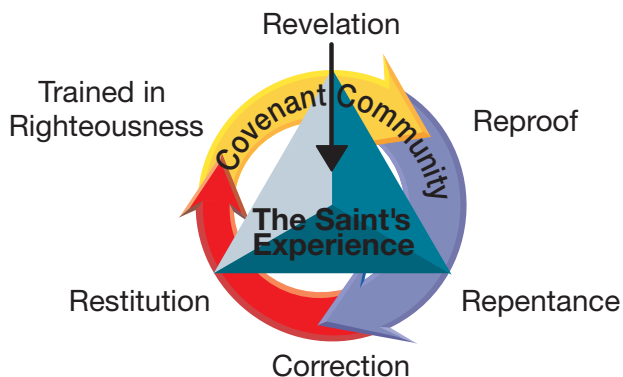 Revelation
Trained in
Righteousness
Covenant Community
Reproof
The Saint's
Experience
Restitution
Repentance
Correction